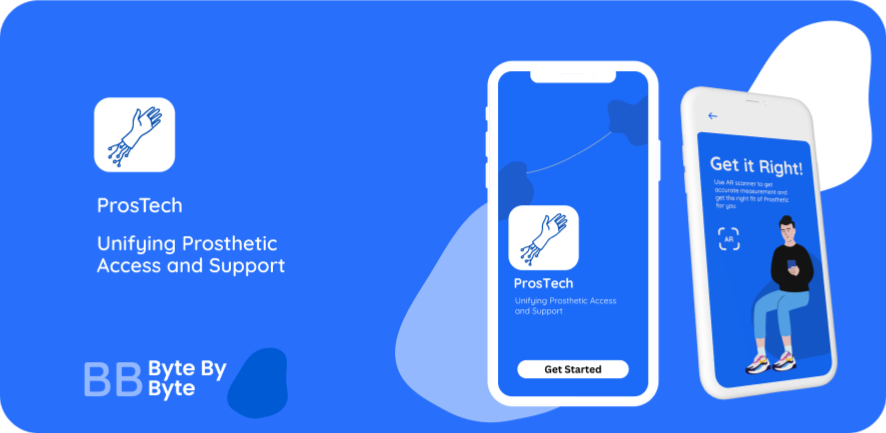 ProsTech
Unifying Prosthetic
Access and Support
BB
Byte By
Byte
ProsTech
Unifying Prosthetic Access
and Support
Get Started
Get it Right!
Use AR scanner to get
accurate measurement and
get the right fit of Prosthetic
for you
AR